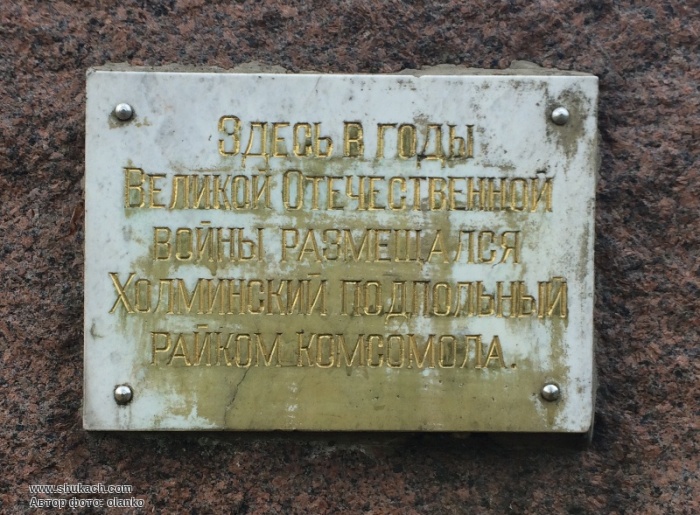 Здесь в годы
Великой Отечественной
войны размещался
Холминский подпольный
райком комсомола.
www.shukach.com
Автор фото: olanko